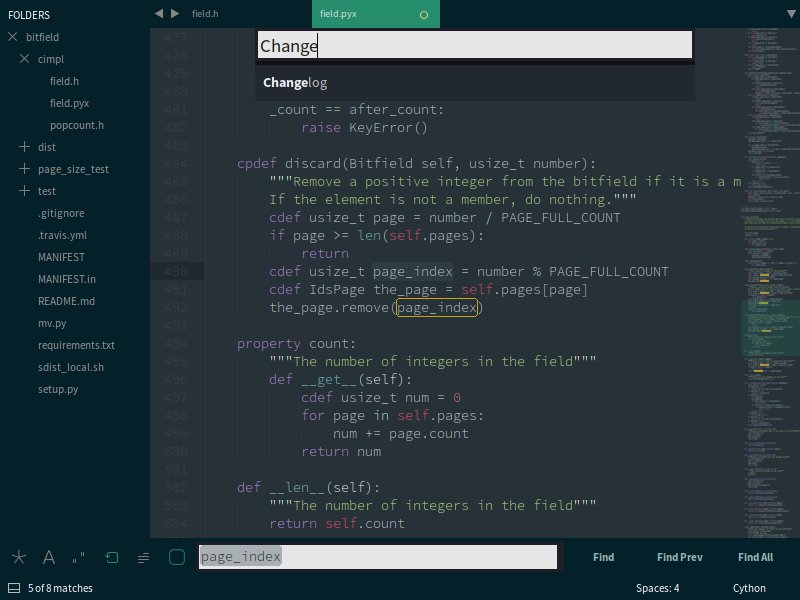 FOLDERS
bitfield
cimpl
field.h
field.pyx
popcount.h
dist
page_size_test
test
.gitignore
.travis.yml
MANIFEST
MANIFEST.in
README.md
mv.py
requirements.txt
sdist_local.sh
setup.py
field.h
field.pyx
Change
Changelog
477
478
479
480
481 _count == after_count:
482 raise KeyError()
483
484 cpdef discard(Bitfield self, usize_t number):
485 """Remove a positive integer from the bitfield if it is a m
486 If the element is not a member, do nothing."""
487 cdef usize_t page = number / PAGE_FULL_COUNT
488 if page >= len(self.pages):
489 return
490 cdef usize_t page_index = number % PAGE_FULL_COUNT
491 cdef IdsPage the_page = self.pages[page]
492 the_page.remove(page_index)
493
494 property count:
495 """The number of integers in the field"""
496 def __get__(self):
497 cdef usize_t num = 0
498 for page in self.pages:
499 num += page.count
500 return num
501
502 def __len__(self):
503 """The number of integers in the field"""
504 return self.count
page_index
Find
Find Prev
Find All
5 of 8 matches
Spaces: 4
Cython